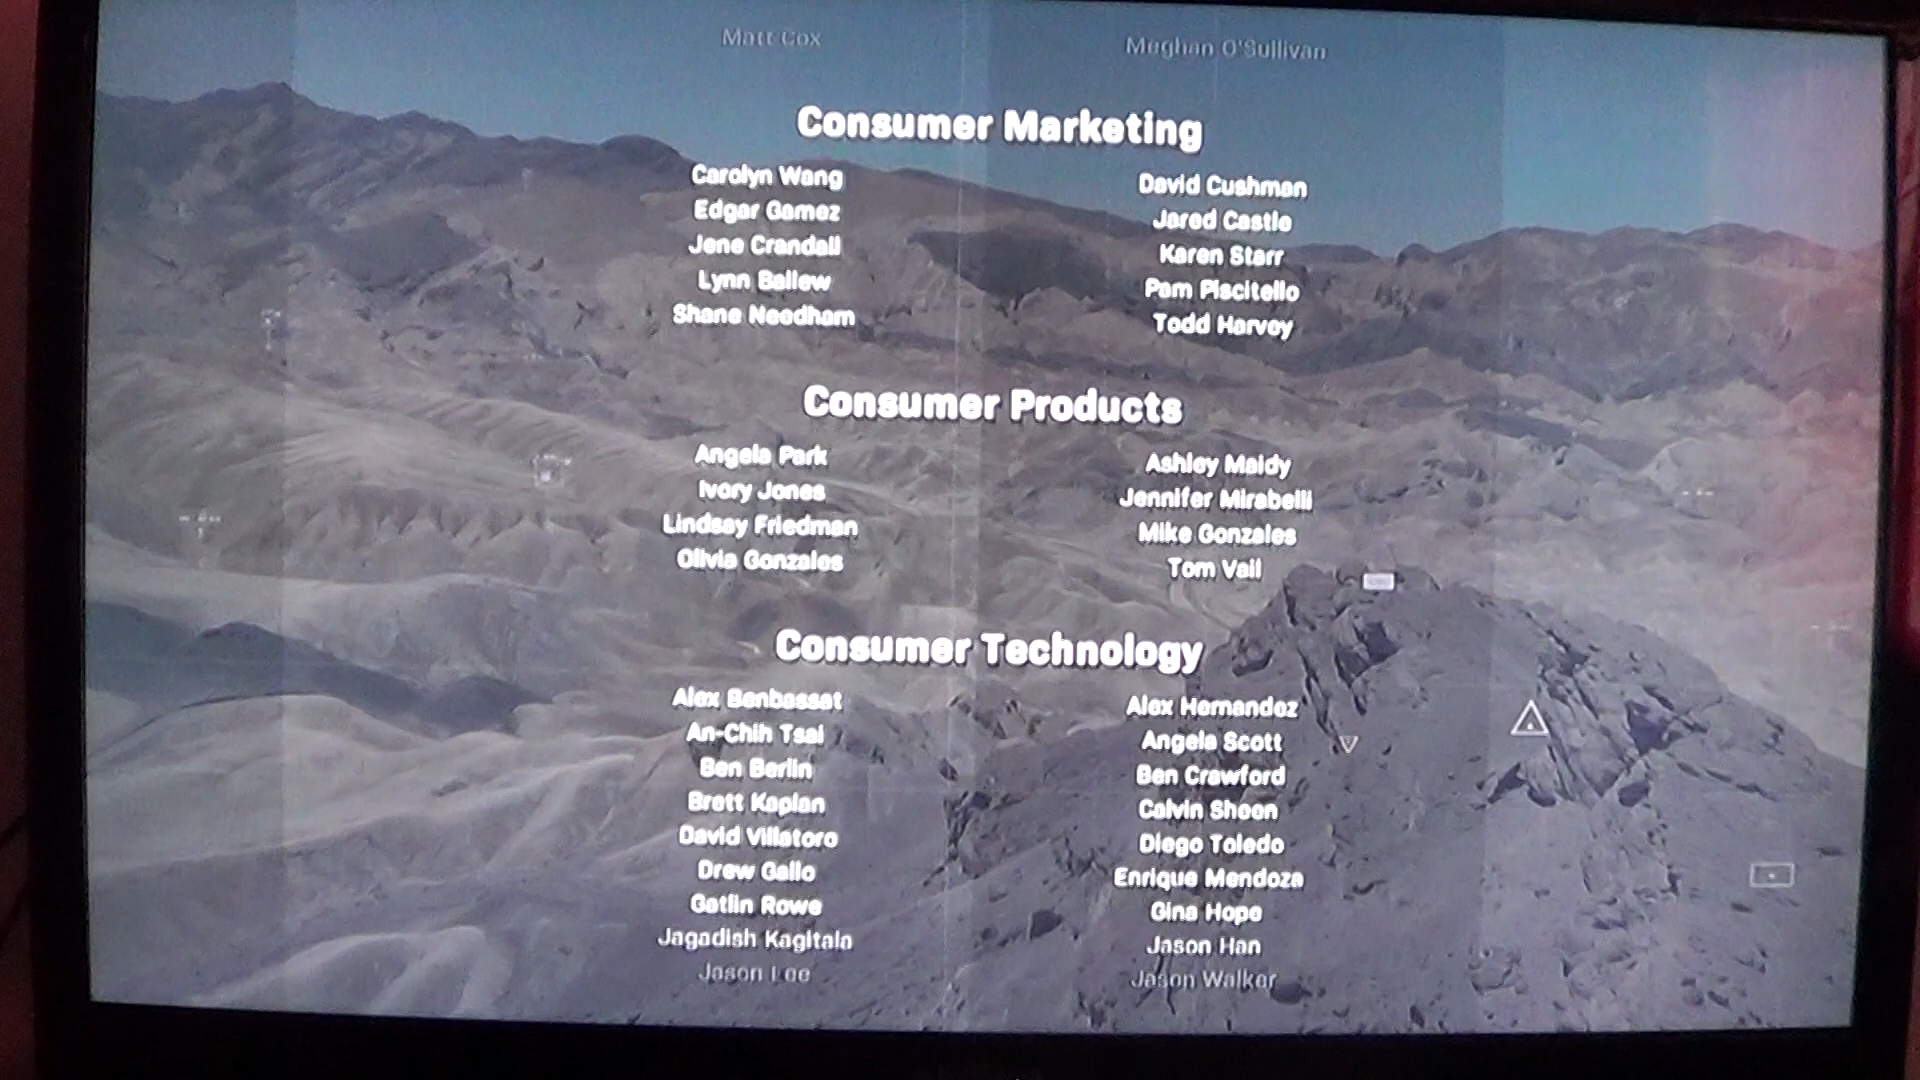 Matt Cox Meghan O'Sullivan
Consumer Marketing
Carolyn Wang David Cushman
Edgar Gamez Jared Castle
Jene Crandall Karen Starr
Lynn Ballew Pam Piscitello
Shane Needham Todd Harvey
Consumer Products
Angela Park Ashley Maidy
Ivory Jones Jennifer Mirabelli
Lindsay Friedman Mike Gonzales
Olivia Gonzales Tom Vail
Consumer Technology
Alex Benbassat Alex Hernandez
An-Chih Tsai Angela Scott
Ben Berlin Ben Crawford
Brett Kaplan Calvin Sheen
David Villatoro Diego Toledo
Drew Gallo Enrique Mendoza
Gatlin Rowe Gina Hope
Jagadish Kagitala Jason Han
Jason Lee Jason Walker